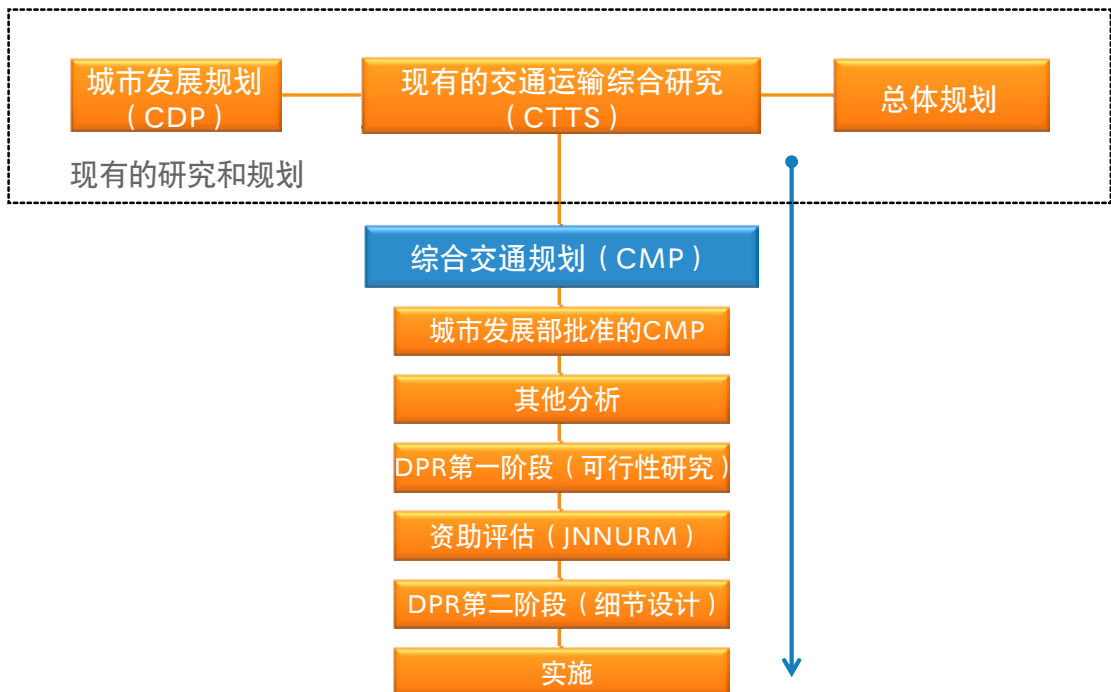 城市发展规划
（CDP）
现有的交通运输综合研究
（CTTS）
总体规划
现有的研究和规划
综合交通规划（CMP）
城市发展部批准的CMP
其他分析
DPR第一阶段（可行性研究）
资助评估（JNNURM）
DPR第二阶段（细节设计）
实施